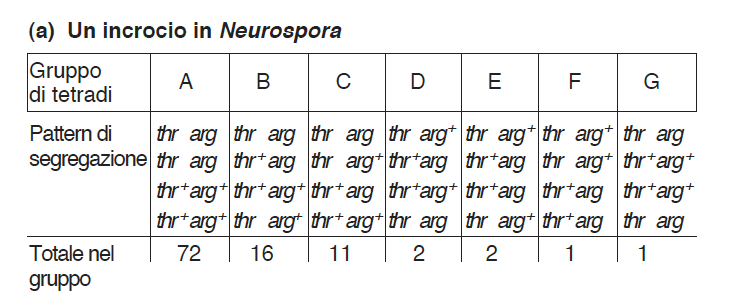 (a) Un incrocio in Neurospora
Gruppo
di tetradi A B C D E F G
Pattern di thr arg thr arg thr arg thr arg⁺ thr arg⁺ thr arg⁺ thr arg
segregazione thr arg thr⁺ arg thr arg⁺ thr⁺ arg thr⁺ arg thr arg⁺ thr⁺ arg⁺
thr⁺ arg⁺ thr⁺ arg⁺ thr⁺ arg thr⁺ arg⁺ thr⁺ arg thr⁺ arg thr⁺ arg⁺
thr⁺ arg⁺ thr arg⁺ thr⁺ arg⁺ thr arg thr arg⁺ thr⁺ arg thr arg
Totale nel 72 16 11 2 2 1 1
gruppo